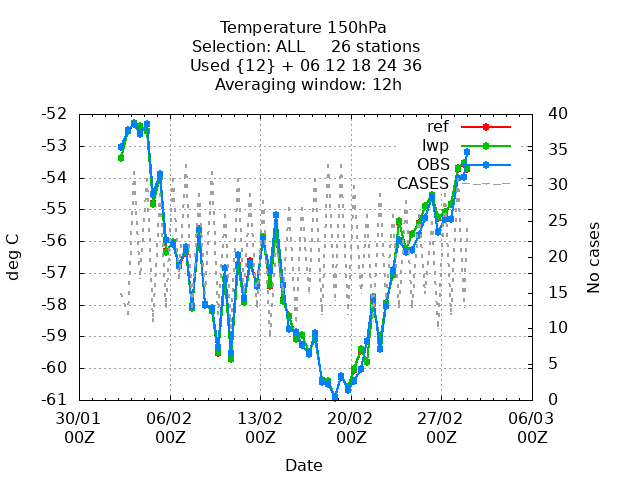 Temperature 150hPa
Selection: ALL 26 stations
Used {12} + 06 12 18 24 36
Averaging window: 12h
-52
-53
-54
-55
-56
-57
-58
-59
-60
-61
deg C
40
35
30
25
20
15
10
5
0
No cases
ref
lwp
OBS
CASES
30/01 06/02 13/02 20/02 27/02 06/03
00Z 00Z 00Z 00Z 00Z 00Z
Date